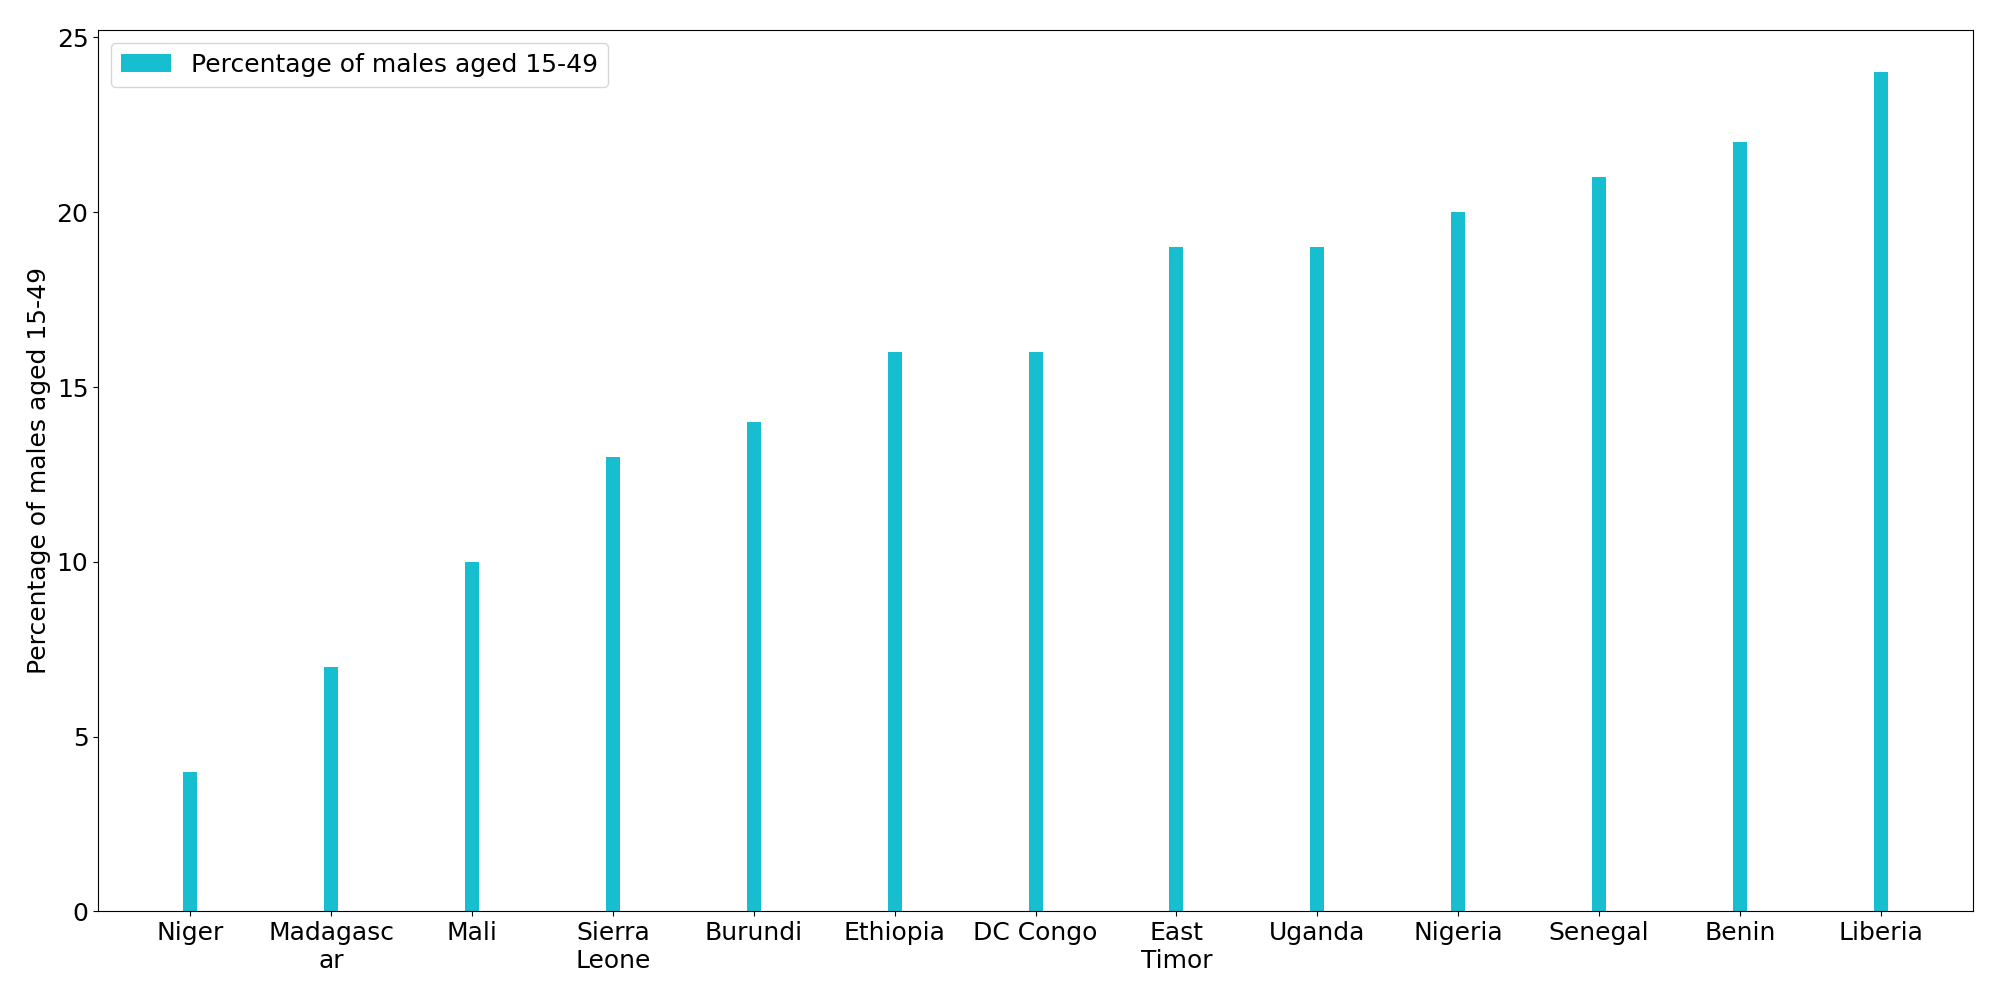 Percentage of males aged 15-49
Percentage of males aged 15-49
25
20
15
10
5
0
Niger
Madagasc
ar
Mali
Sierra
Leone
Burundi
Ethiopia
DC Congo
East
Timor
Uganda
Nigeria
Senegal
Benin
Liberia